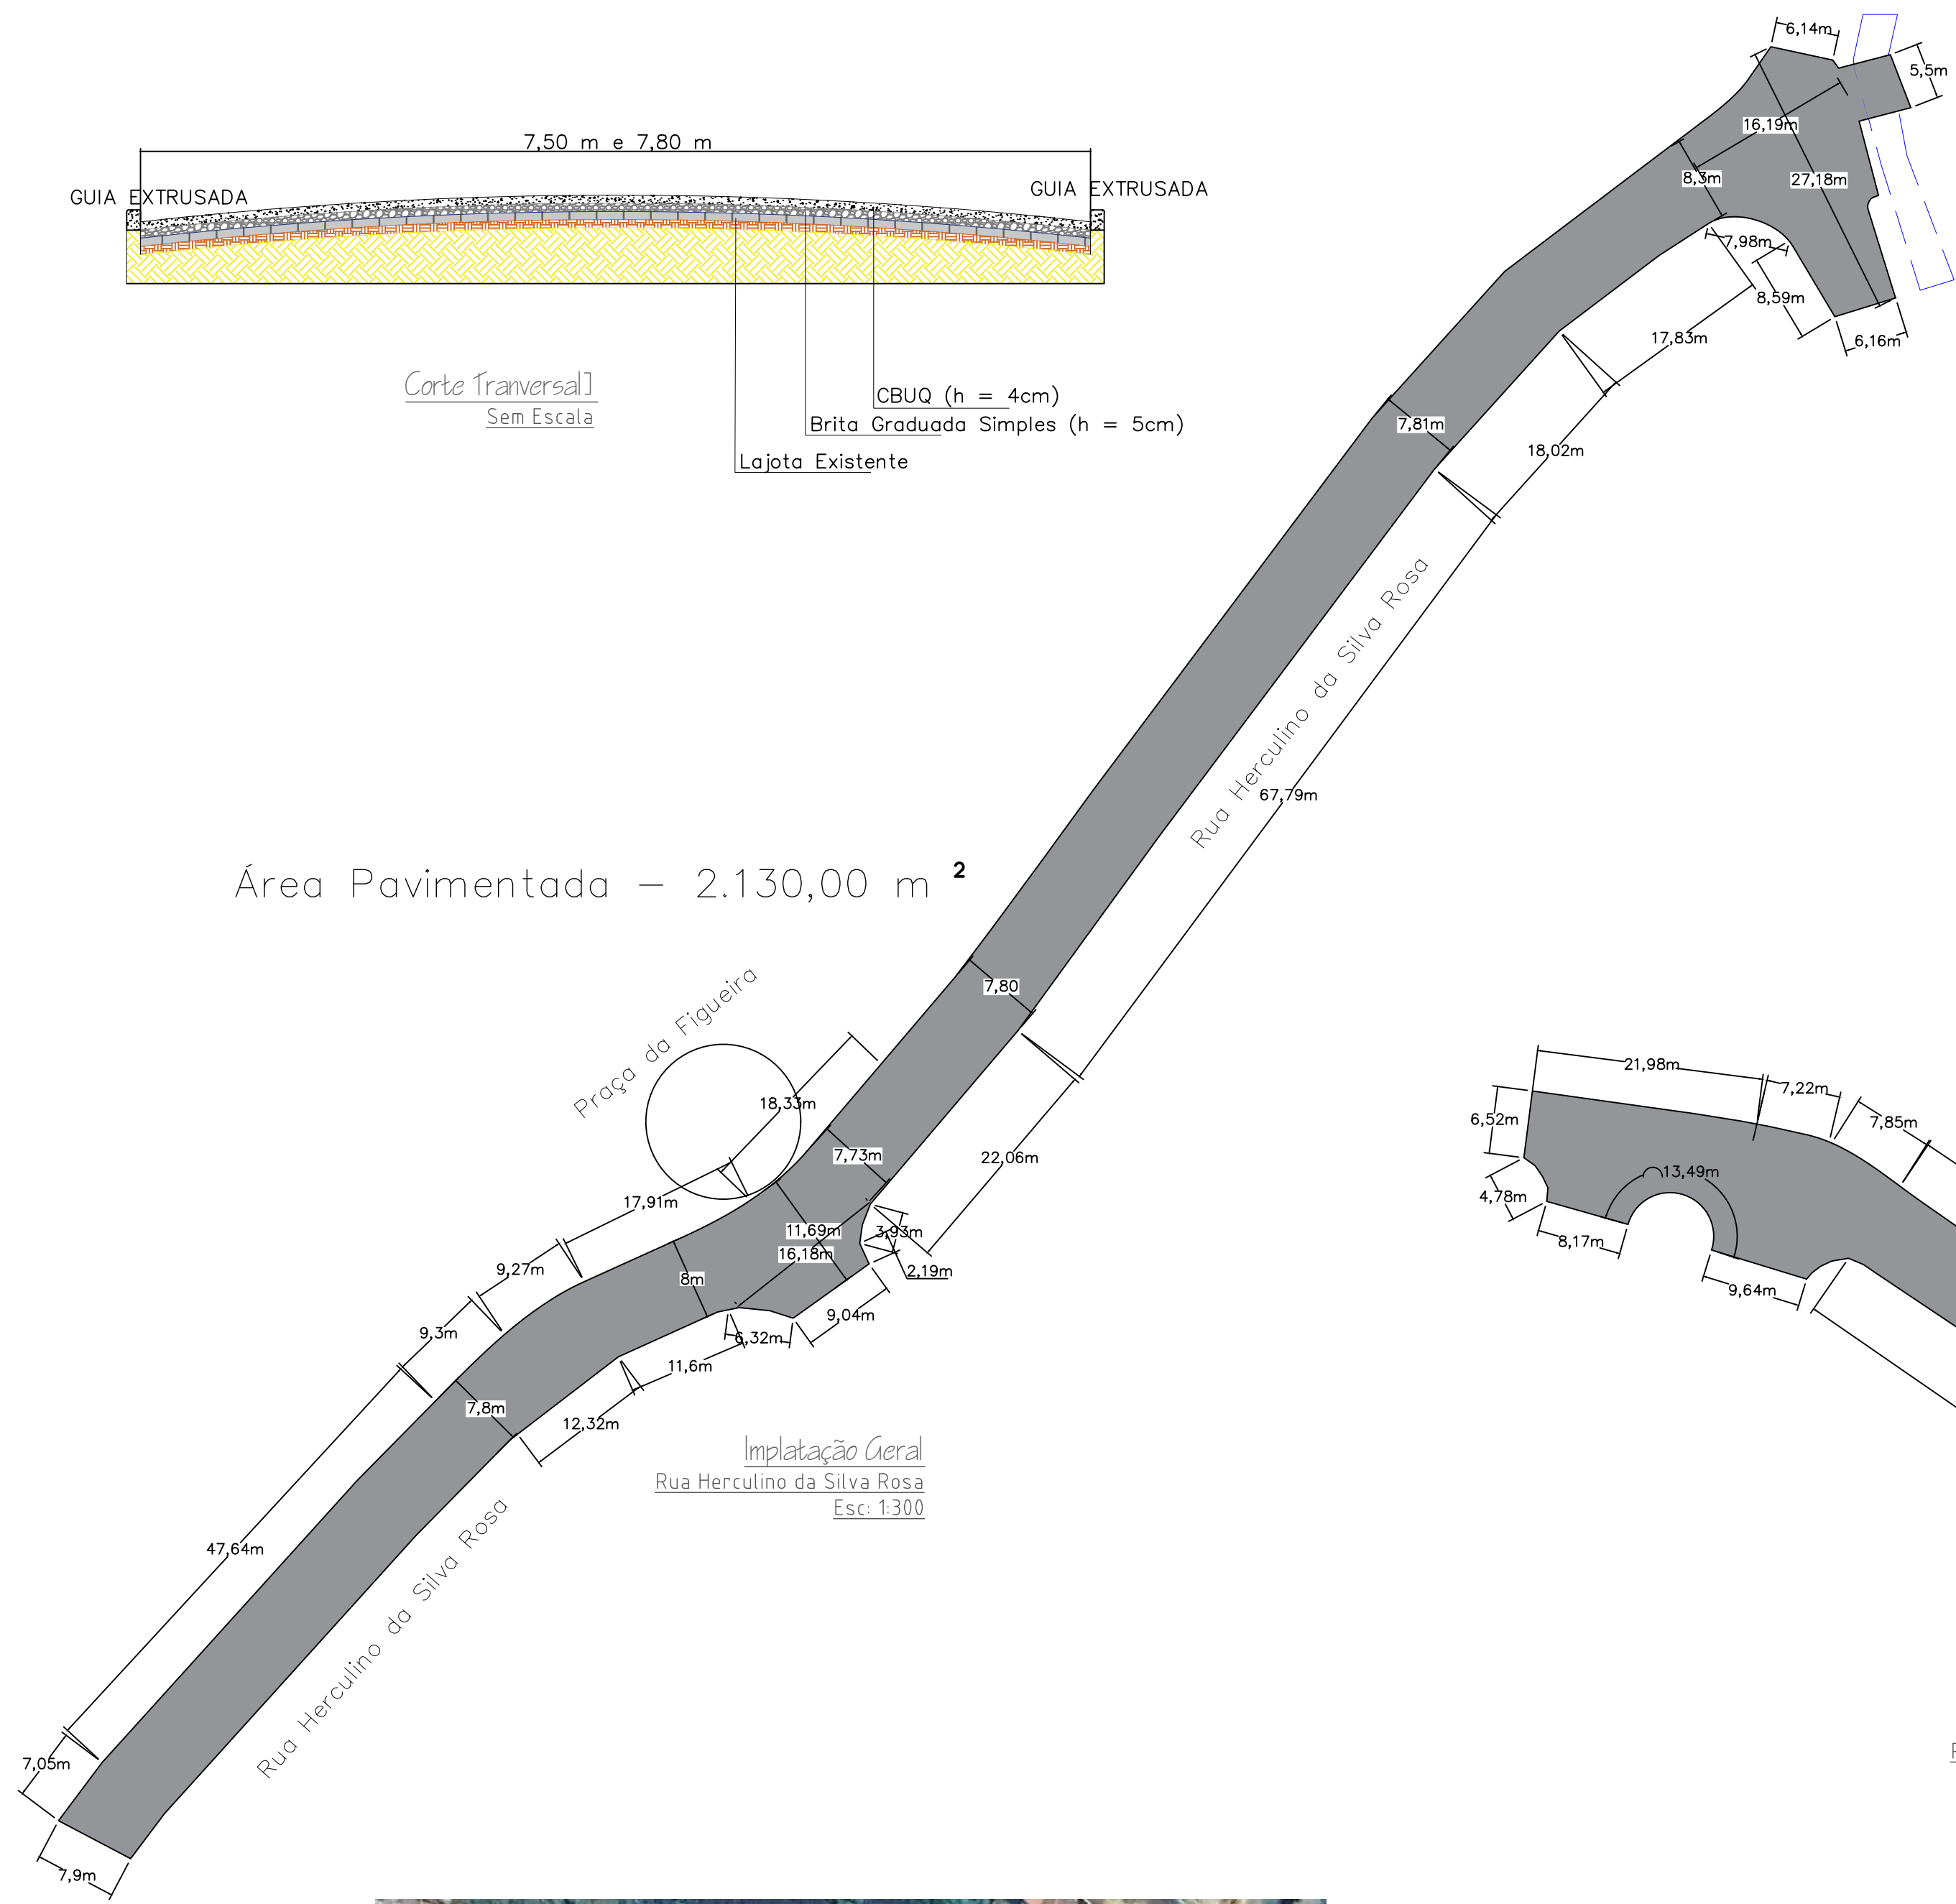 7,50 m e 7,80 m
GUIA EXTRUSADA
GUIA EXTRUSADA
Corte Tranversal]
Sem Escala
CBUQ (h = 4cm)
Brita Graduada Simples (h = 5cm)
Lajote Existente
6,14m
5,5m
16,19m
8,3m
27,18m
7,98m
8,59m
17,83m
6,16m
7,81m
18,02m
Rua Herculino da Silva Rosa
67,79m
Área Pavimentada - 2.130,00 m 2
7,80
Praça da Figueira
18,33m
7,73m
22,06m
17,91m
11,69m
3,93m
16,18m
2,19m
8m
9,27m
9,04m
9,3m
6,32m
11,6m
7,8m
12,32m
Implatação Geral
Rua Herculino da Silva Rosa
Esc: 1:300
47,64m
Rua Herculino da Silva Rosa
7,05m
7,9m
21,98m
7,22m
7,85m
6,52m
13,49m
4,78m
8,17m
9,64m